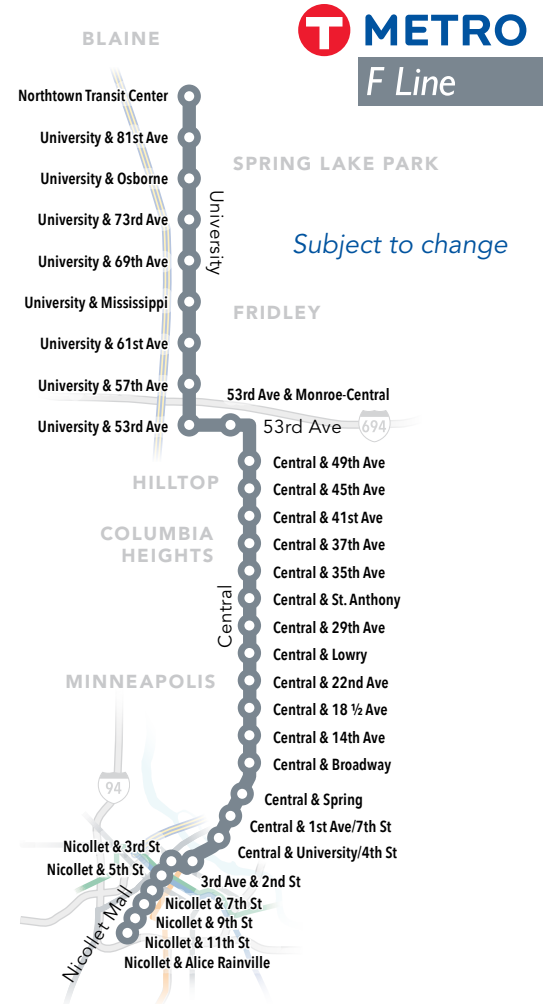 BLAINE
T METRO
F Line
Northtown Transit Center
University & 81st Ave
SPRING LAKE PARK
University & Osborne
University
University & 73rd Ave
Subject to change
University & 69th Ave
University & Mississippi
FRIDLEY
University & 61st Ave
University & 57th Ave
53rd Ave & Monroe-Central
University & 53rd Ave
53rd Ave
694
Central & 49th Ave
HILLTOP
Central & 45th Ave
Central & 41st Ave
COLUMBIA
HEIGHTS
Central & 37th Ave
Central & 35th Ave
Central
Central & St. Anthony
Central & 29th Ave
Central & Lowry
MINNEAPOLIS
Central & 22nd Ave
Central & 18 ½ Ave
Central & 14th Ave
Central & Broadway
94
Central & Spring
Central & 1st Ave/7th St
Nicollet & 3rd St
Central & University/4th St
Nicollet & 5th St
3rd Ave & 2nd St
Nicollet Mall
Nicollet & 7th St
Nicollet & 9th St
Nicollet & 11th St
Nicollet & Alice Rainville